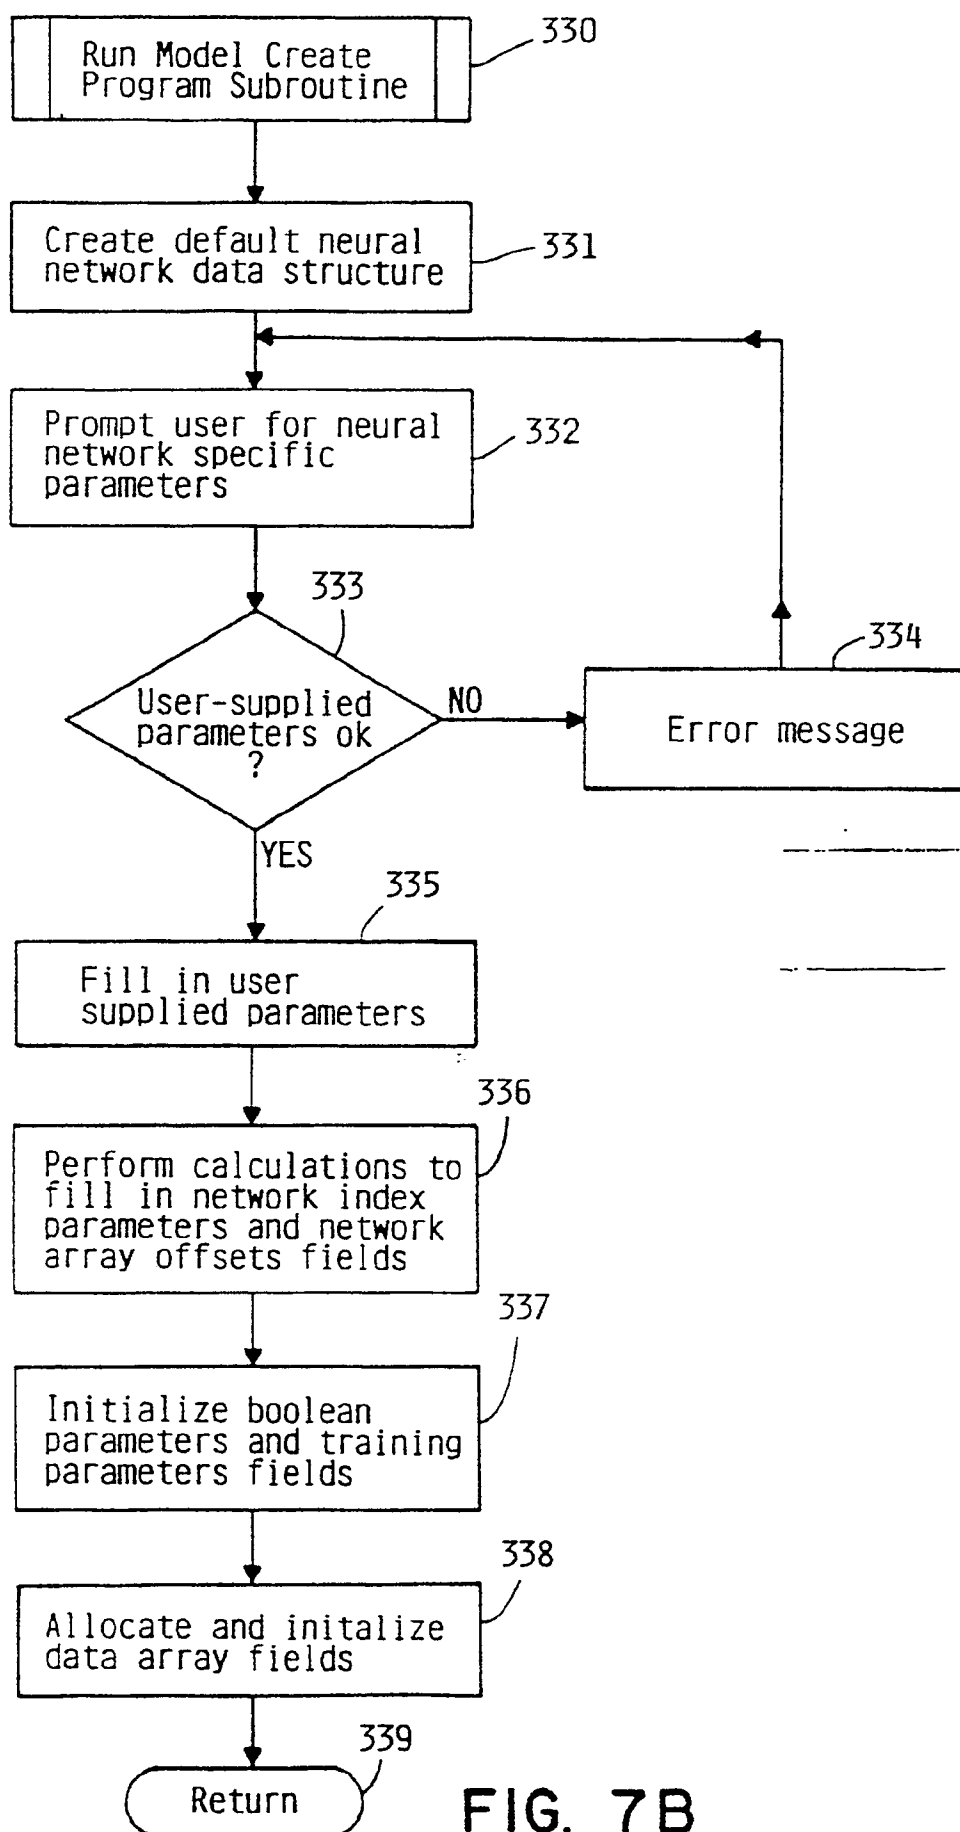 Run Model Create
Program Subroutine
330
Create default neural
network data structure
331
Prompt user for neural
network specific
parameters
332
333
User-supplied
parameters ok
?
NO
334
Error message
YES
335
Fill in user
supplied parameters
336
Perform calculations to
fill in network index
parameters and network
array offsets fields
337
Initialize boolean
parameters and training
parameters fields
338
Allocate and initalize
data array fields
339
Return
FIG. 7B